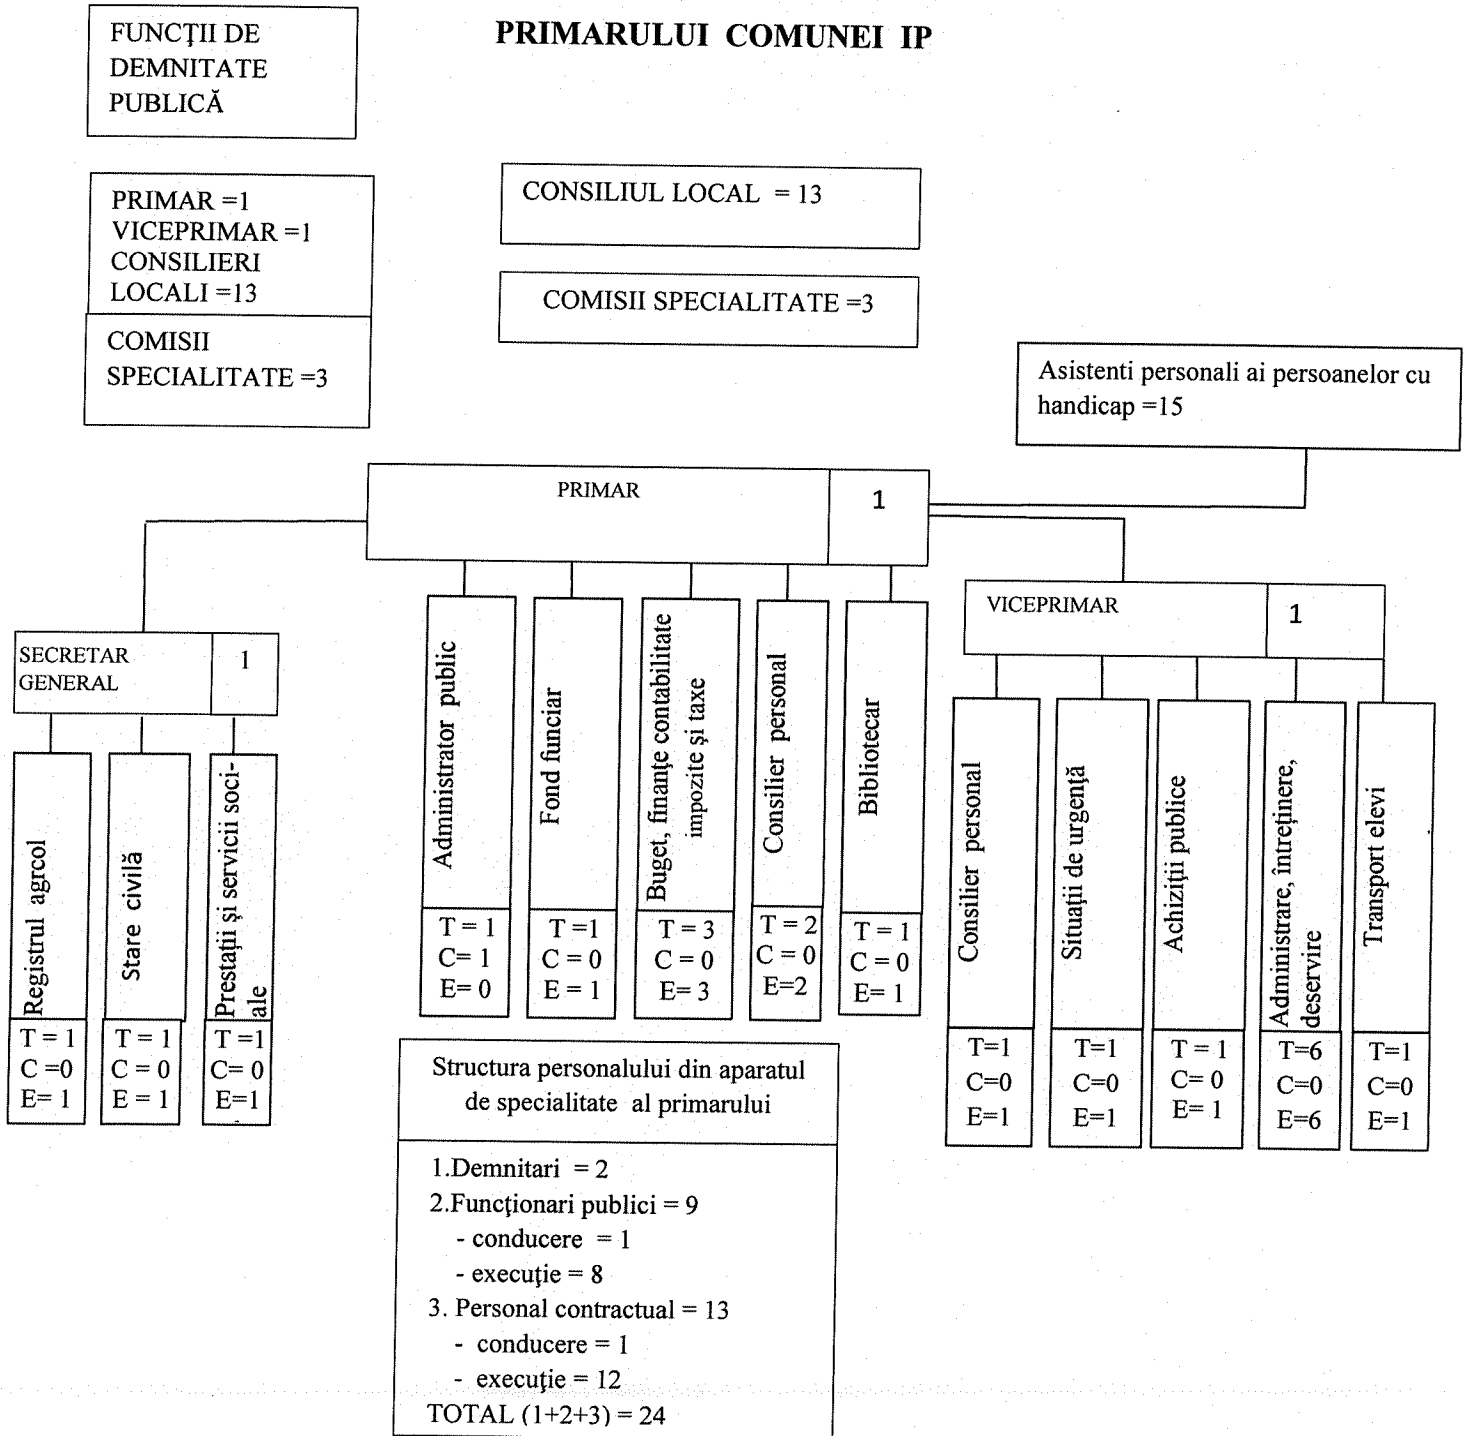 FUNCŢII DE
DEMNITATE
PUBLICĂ
PRIMARULUI COMUNEI IP
PRIMAR =1
VICEPRIMAR =1
CONSILIERI
LOCALI =13
COMISII
SPECIALITATE =3
CONSILIUL LOCAL = 13
COMISII SPECIALITATE =3
Asistenti personali ai persoanelor cu
handicap =15
PRIMAR
1
SECRETAR
GENERAL
1
VICEPRIMAR
1
Registrul agrcol
T = 1
C =0
E= 1
Stare civilă
T = 1
C = 0
E = 1
Prestaţii şi servicii soci-
ale
T =1
C= 0
E=1
Administrator public
T = 1
C= 1
E= 0
Fond funciar
T =1
C = 0
E = 1
Buget, finanţe contabilitate
impozite şi taxe
T = 3
C = 0
E= 3
Consilier personal
T = 2
C = 0
E=2
Bibliotecar
T = 1
C = 0
E= 1
Consilier personal
T=1
C=0
E=1
Situaţii de urgenţă
T=1
C=0
E=1
Achiziţii publice
T = 1
C= 0
E= 1
Administrare, întreţinere,
deservire
T=6
C=0
E=6
Transport elevi
T=1
C=0
E=1
Structura personalului din aparatul
de specialitate al primarului
1.Demnitari = 2
2.Funcţionari publici = 9
- conducere = 1
- execuţie = 8
3. Personal contractual = 13
- conducere = 1
- execuţie = 12
TOTAL (1+2+3) = 24